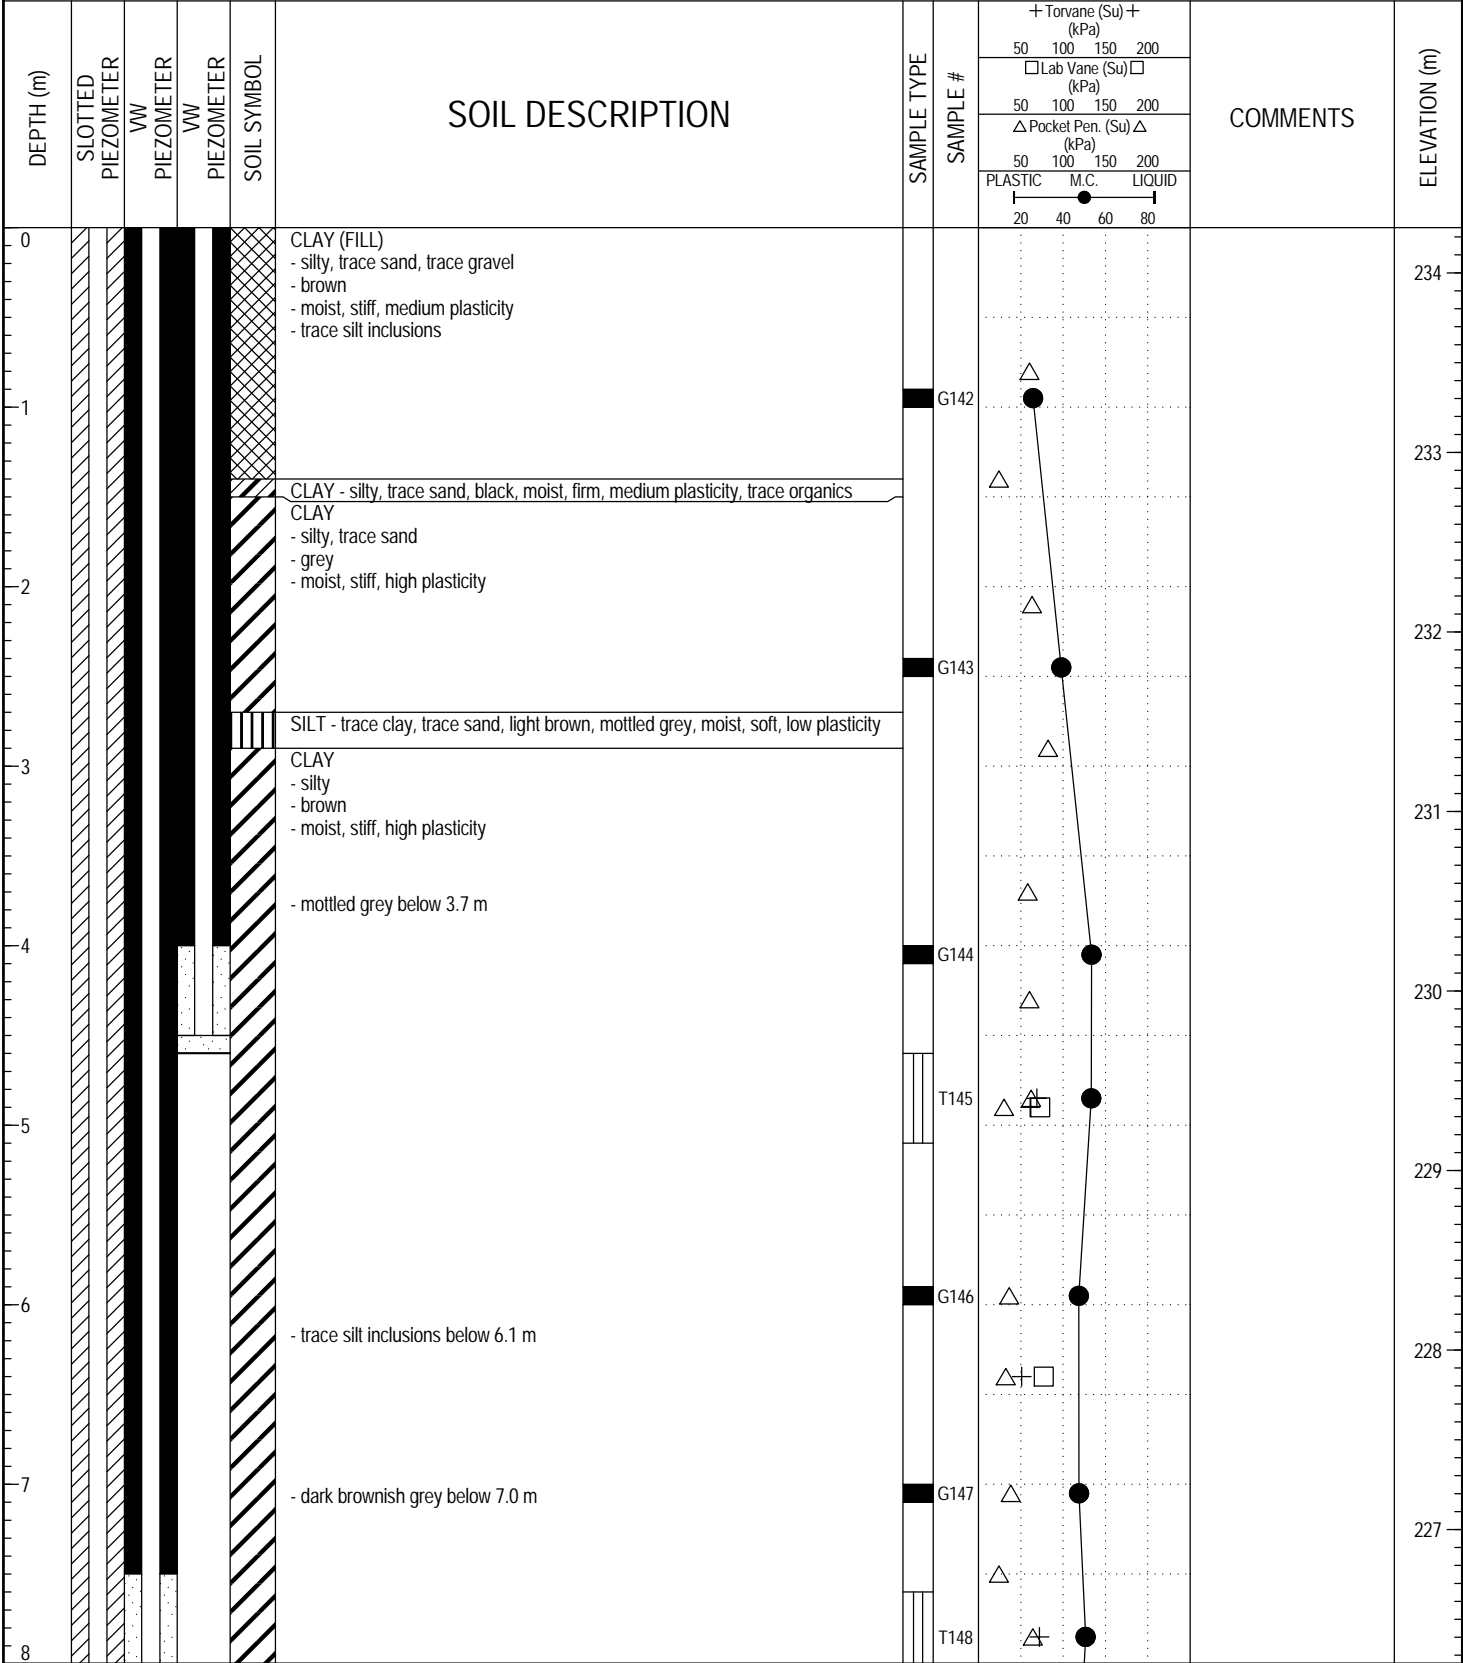 DEPTH (m)
SLOTTED
PIEZOMETER
VW
PIEZOMETER
VW
PIEZOMETER
SOIL SYMBOL
SOIL DESCRIPTION
SAMPLE TYPE
SAMPLE #
+ Torvane (Su) +
(kPa)
50 100 150 200
□ Lab Vane (Su) □
(kPa)
50 100 150 200
△ Pocket Pen. (Su) △
(kPa)
50 100 150 200
PLASTIC M.C. LIQUID
20 40 60 80
COMMENTS
ELEVATION (m)
0
CLAY (FILL)
- silty, trace sand, trace gravel
- brown
- moist, stiff, medium plasticity
- trace silt inclusions
234
1
G142
233
CLAY - silty, trace sand, black, moist, firm, medium plasticity, trace organics
CLAY
- silty, trace sand
- grey
- moist, stiff, high plasticity
2
232
G143
SILT - trace clay, trace sand, light brown, mottled grey, moist, soft, low plasticity
CLAY
- silty
- brown
- moist, stiff, high plasticity
3
231
- mottled grey below 3.7 m
4
G144
230
T145
5
229
G146
6
- trace silt inclusions below 6.1 m
228
7
- dark brownish grey below 7.0 m
G147
227
T148
8